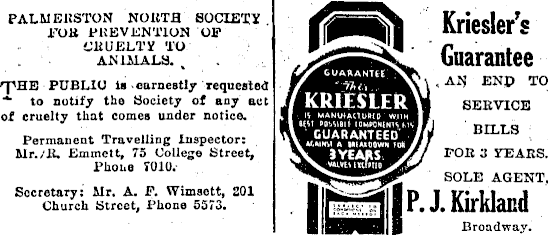 PALMERSTON NORTH SOCIETY
FOR PREVENTION OF
CRUELTY TO
ANIMALS.
THE PUBLIC is earnestly requested
to notify the Society of any act
of cruelty that comes under notice.
Permanent Travelling Inspector:
Mr. R. Emmett, 75 College Street,
Phone 7010.
Secretary: Mr. A. F. Wimsett, 201
Church Street, Phone 5573.
GUARANTEE
This
KRIESLER
IS MANUFACTURED WITH
BEST POSSIBLE COMPONENTS & IS
GUARANTEED
AGAINST A BREAKDOWN FOR
3 YEARS
VALVES EXCEPTED
Kriesler's
Guarantee
AN END TO
SERVICE
BILLS
FOR 3 YEARS.
SOLE AGENT,
P. J. Kirkland
Broadway.